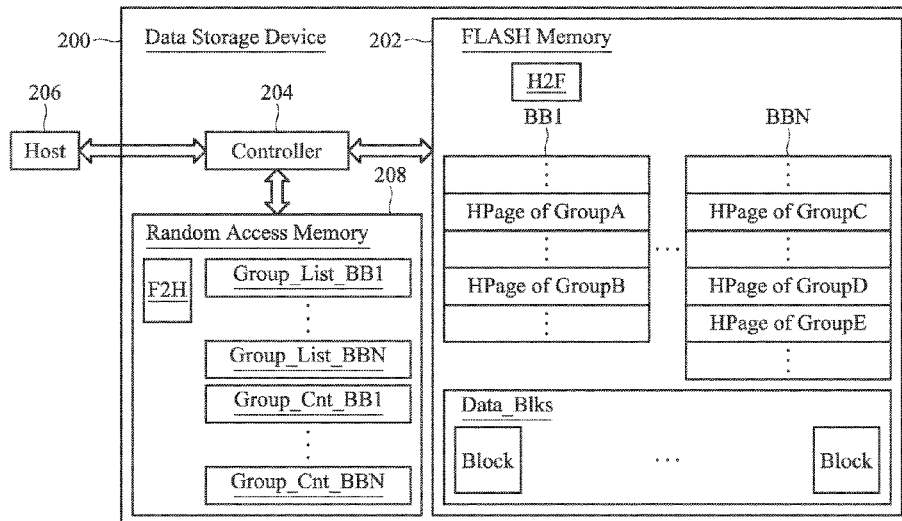 200
Data Storage Device
202
FLASH Memory
H2F
206
204
BB1
BBN
Host
Controller
208
Random Access Memory
F2H
Group_List_BB1
Group_List_BBN
Group_Cnt_BB1
Group_Cnt_BBN
HPage of GroupA
HPage of GroupB
HPage of GroupC
HPage of GroupD
HPage of GroupE
Data_Blks
Block
Block